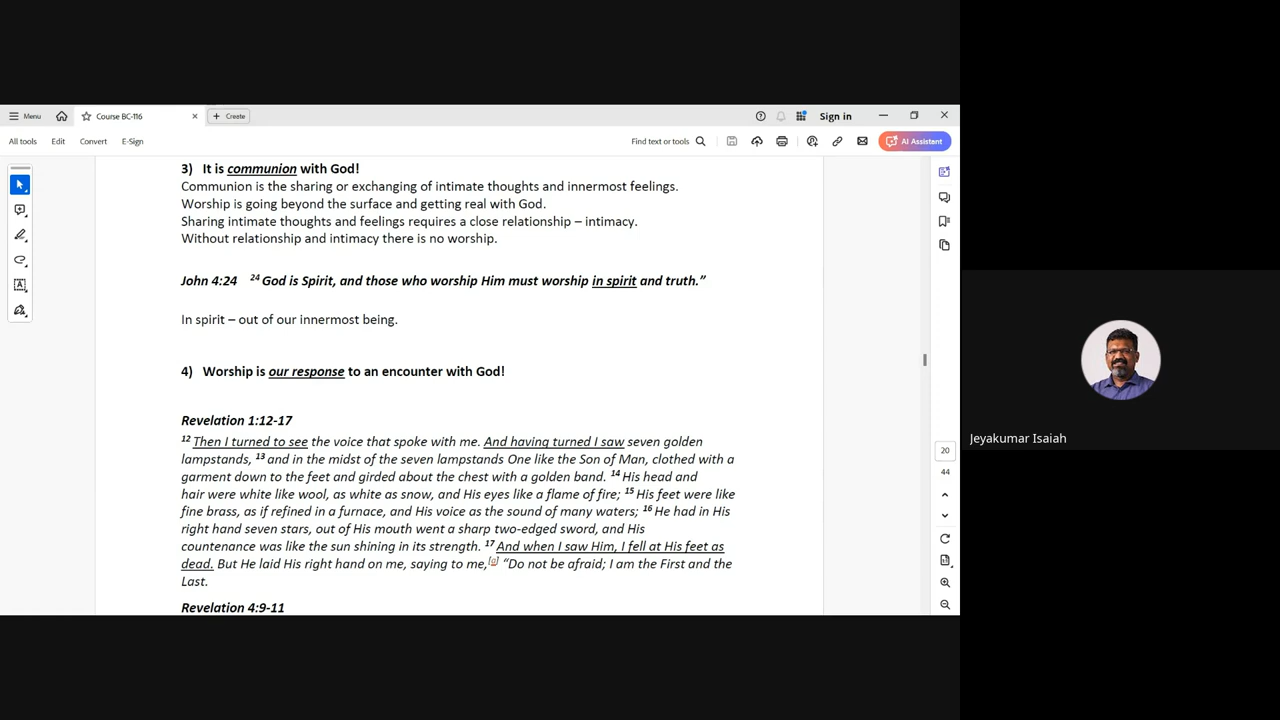 Menu
Course BC-116
Create
Sign in
All tools
Edit
Convert
E-Sign
Find text or tools
AI Assistant
3) It is communion with God!
Communion is the sharing or exchanging of intimate thoughts and innermost feelings.
Worship is going beyond the surface and getting real with God.
Sharing intimate thoughts and feelings requires a close relationship – intimacy.
Without relationship and intimacy there is no worship.
John 4:24 24 God is Spirit, and those who worship Him must worship in spirit and truth.”
In spirit – out of our innermost being.
4) Worship is our response to an encounter with God!
Revelation 1:12-17
12 Then I turned to see the voice that spoke with me. And having turned I saw seven golden
lampstands, 13 and in the midst of the seven lampstands One like the Son of Man, clothed with a
garment down to the feet and girded about the chest with a golden band. 14 His head and
hair were white like wool, as white as snow, and His eyes like a flame of fire; 15 His feet were like
fine brass, as if refined in a furnace, and His voice as the sound of many waters; 16 He had in His
right hand seven stars, out of His mouth went a sharp two-edged sword, and His
countenance was like the sun shining in its strength. 17 And when I saw Him, I fell at His feet as
dead. But He laid His right hand on me, saying to me,[g] “Do not be afraid; I am the First and the
Last.
Revelation 4:9-11
20
44
Jeyakumar Isaiah